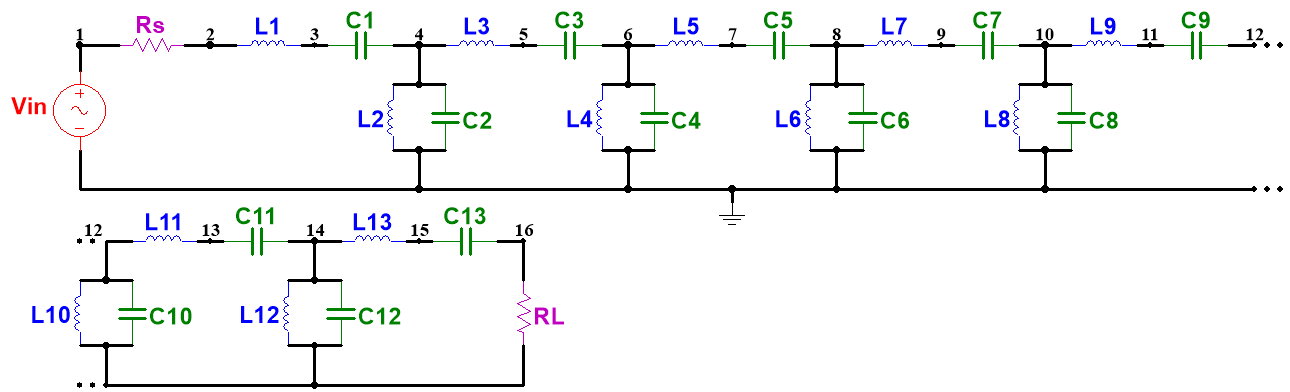 Rs L1 C1 L3 C3 L5 C5 L7 C7 L9 C9
1 2 3 4 5 6 7 8 9 10 11 12
Vin L2 C2 L4 C4 L6 C6 L8 C8
L11 C11 L13 C13
12 13 14 15 16
L10 C10 L12 C12 RL